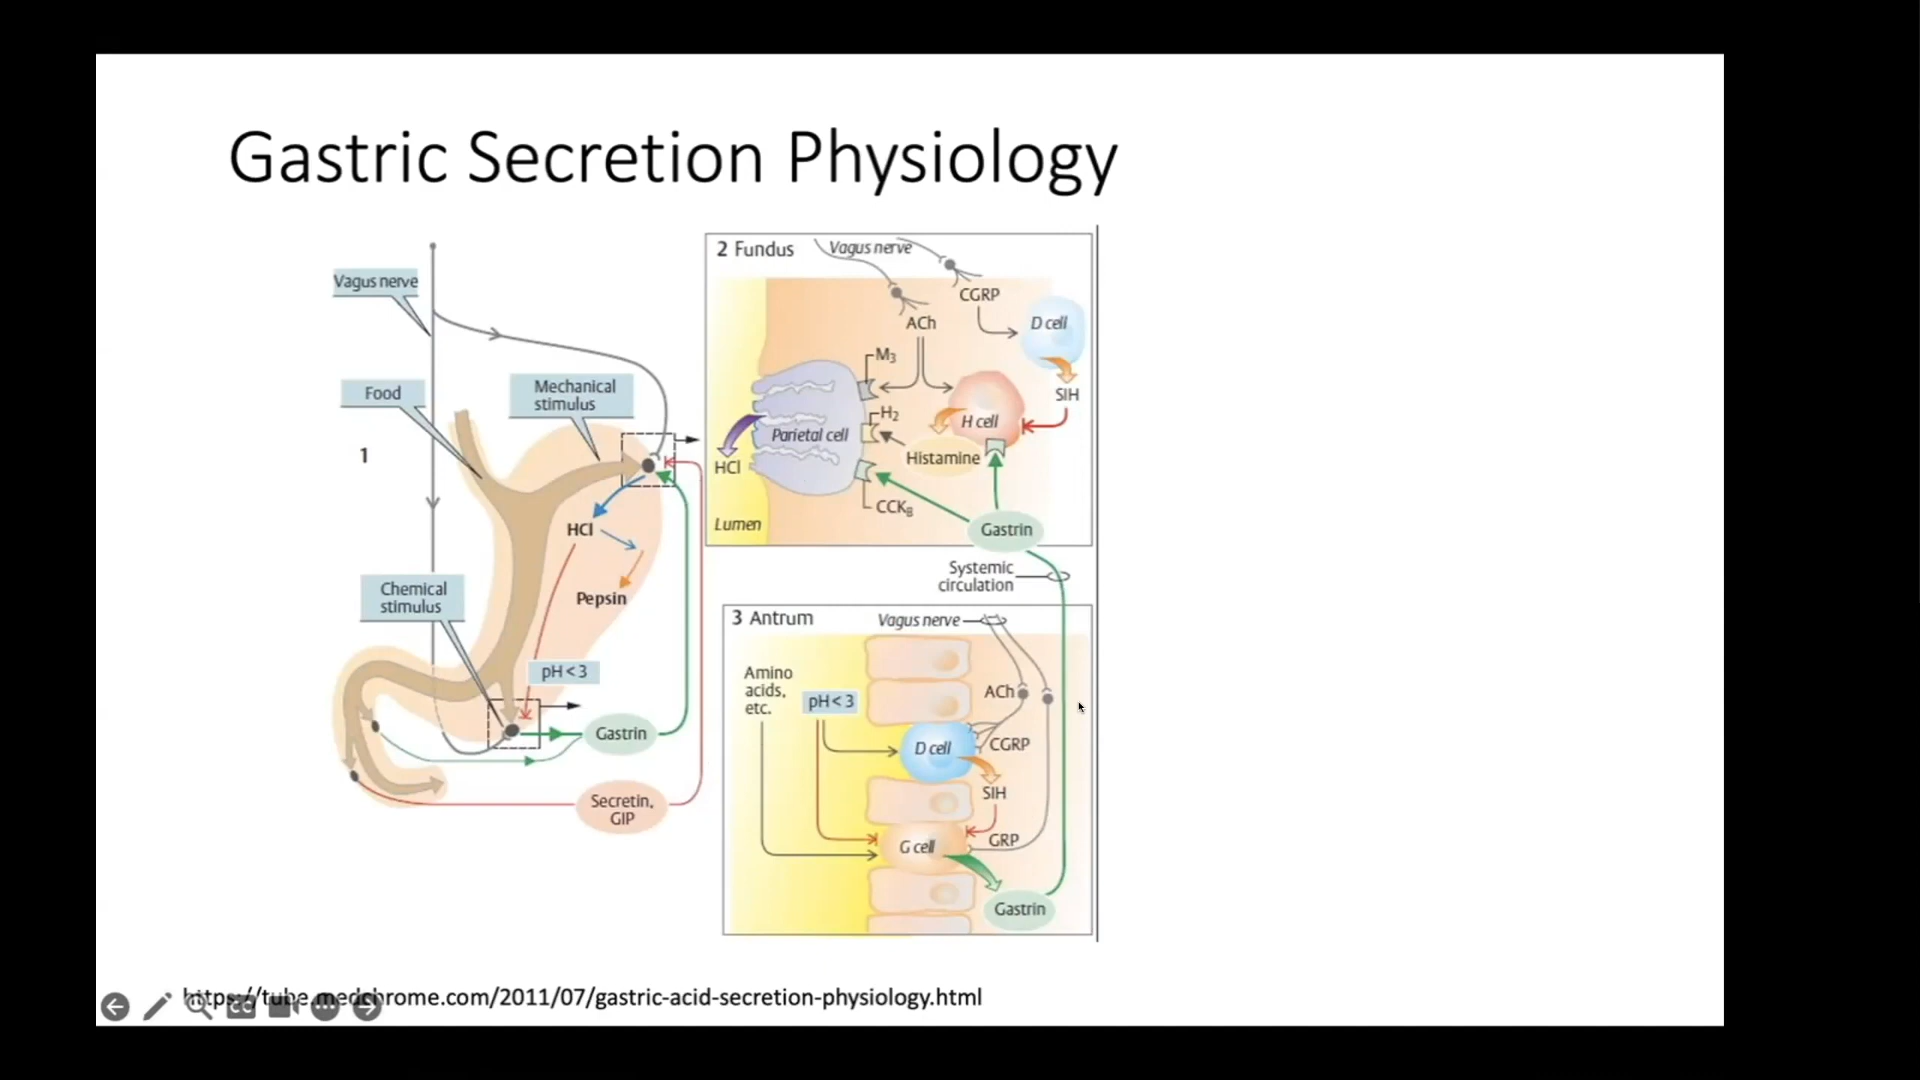 Gastric Secretion Physiology
Vagus nerve
Food
Mechanical
stimulus
1
HCl
Chemical
stimulus
Pepsin
pH < 3
Gastrin
Secretin,
GIP
2 Fundus
Vagus nerve
CGRP
D cell
ACh
M3
SIH
H2
H cell
Parietal cell
Histamine
HCl
CCKB
Lumen
Gastrin
Systemic
circulation
3 Antrum
Vagus nerve
Amino
acids,
etc.
pH < 3
ACh
D cell
CGRP
SIH
G cell
GRP
Gastrin
https://tube.medchrome.com/2011/07/gastric-acid-secretion-physiology.html
CC